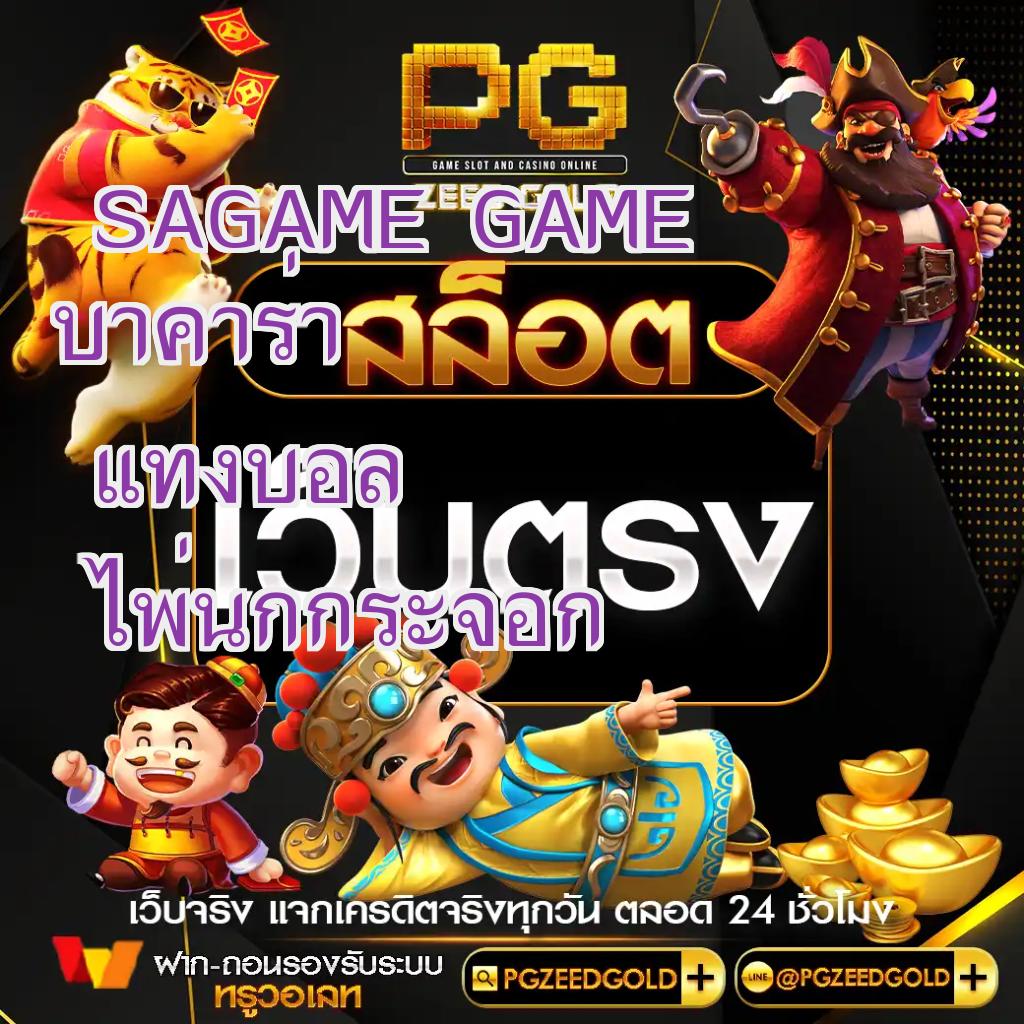 PG
GAME SLOT AND CASINO ONLINE
ZEEDGOLD
SAGAME GAME
บาคาร่า
สล็อต
แทงบอล
เว็บตรง
ไพ่นกกระจอก
เว็บจริง แจกเครดิตจริงทุกวัน ตลอด 24 ชั่วโมง
ฝาก-ถอนรองรับระบบ
ทรูวอเลท
PGZEEDGOLD +
LINE @PGZEEDGOLD +